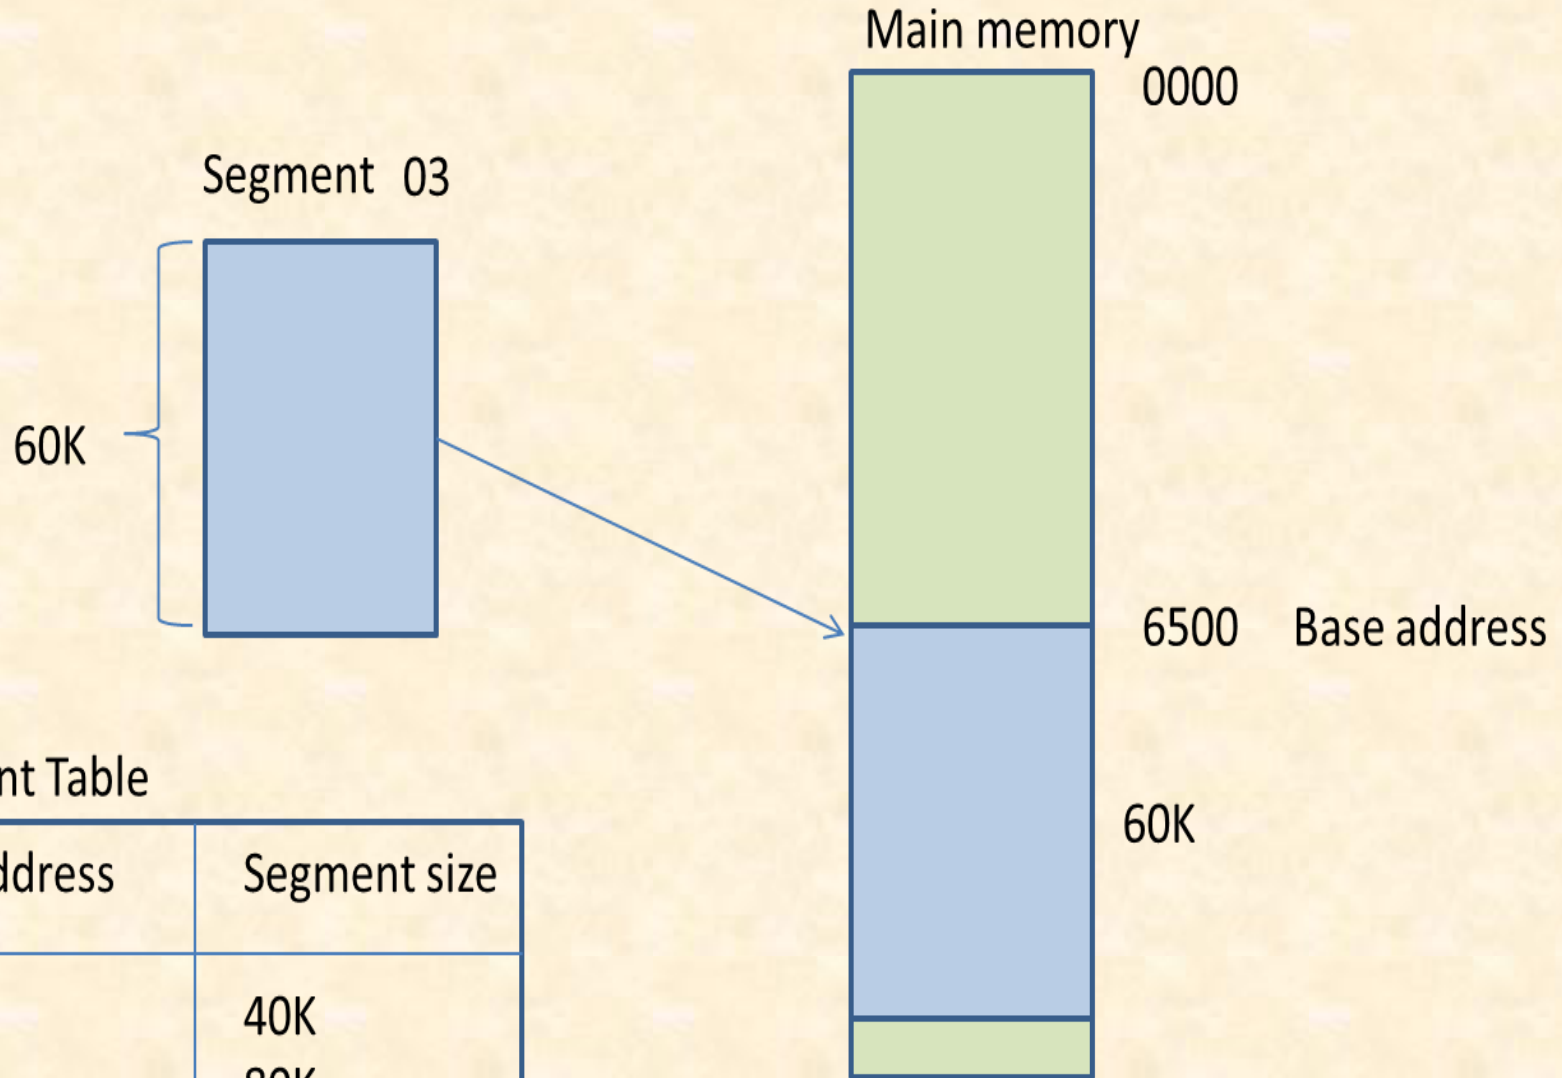 Main memory
0000
Segment 03
60K
6500 Base address
nt Table
60K
ddress Segment size
40K